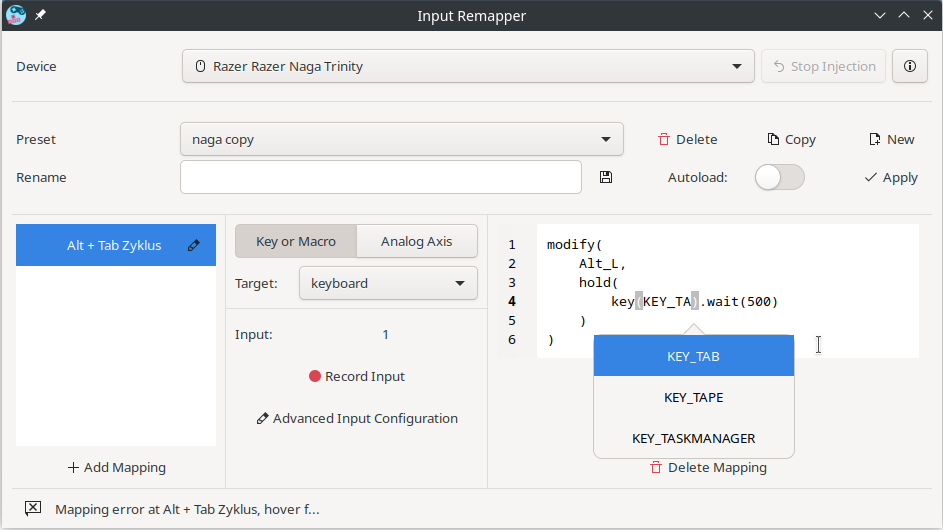 Input Remapper
Device
Razer Razer Naga Trinity
Stop Injection
Preset
naga copy
Delete
Copy
New
Rename
Autoload:
Apply
Alt + Tab Zyklus
Key or Macro
Analog Axis
Target:
keyboard
Input:
1
Record Input
Advanced Input Configuration
1 modify(
2     Alt_L,
3     hold(
4         key(KEY_TA).wait(500)
5     )
6 )
KEY_TAB
KEY_TAPE
KEY_TASKMANAGER
Add Mapping
Delete Mapping
Mapping error at Alt + Tab Zyklus, hover f...